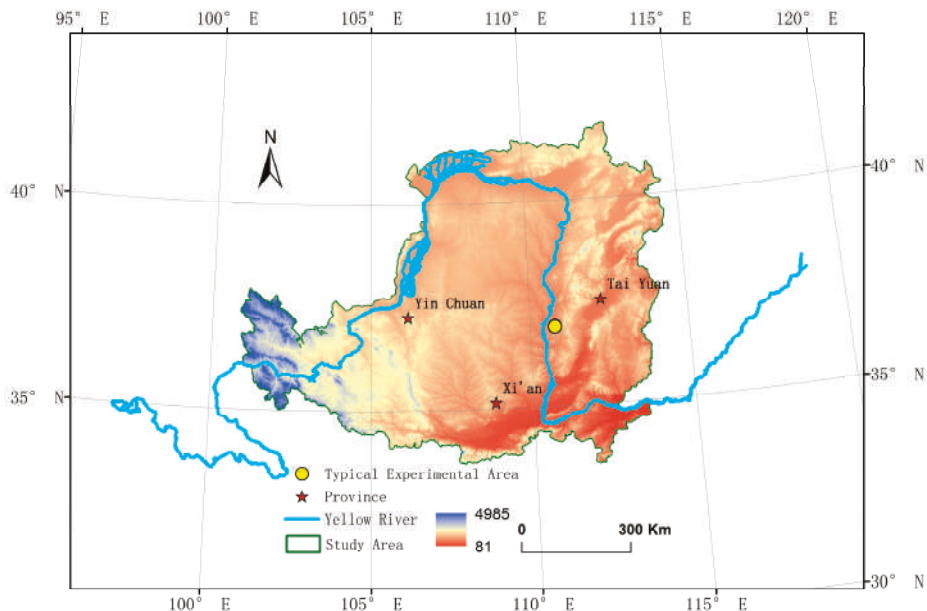 95° E 100° E 105° E 110° E 115° E 120° E
N
40° N
40° N
Tai Yuan
Yin Chuan
Xi'an
35° N
35° N
Typical Experimental Area
Province
Yellow River
Study Area
4985
81
0 300 Km
30° N
100° E 105° E 110° E 115° E